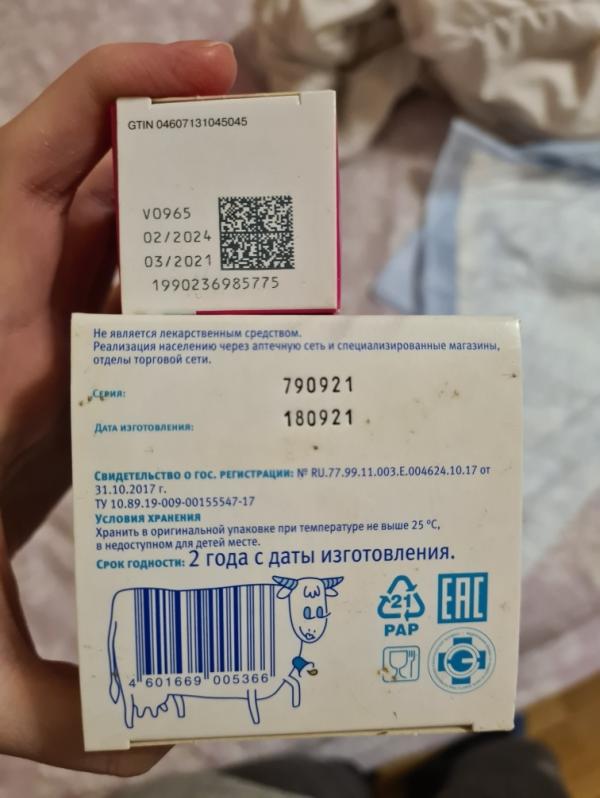 GTIN 04607131045045
V0965
02/2024
03/2021
1990236985775
Не является лекарственным средством.
Реализация населению через аптечную сеть и специализированные магазины,
отделы торговой сети.
Серия: 790921
Дата изготовления: 180921
Свидетельство о гос. регистрации: № RU.77.99.11.003.Е.004624.10.17 от
31.10.2017 г.
ТУ 10.89.19-009-00155547-17
Условия хранения
Хранить в оригинальной упаковке при температуре не выше 25 °С,
в недоступном для детей месте.
Срок годности: 2 года с даты изготовления.
4 601669 005366
21
PAP
EAC